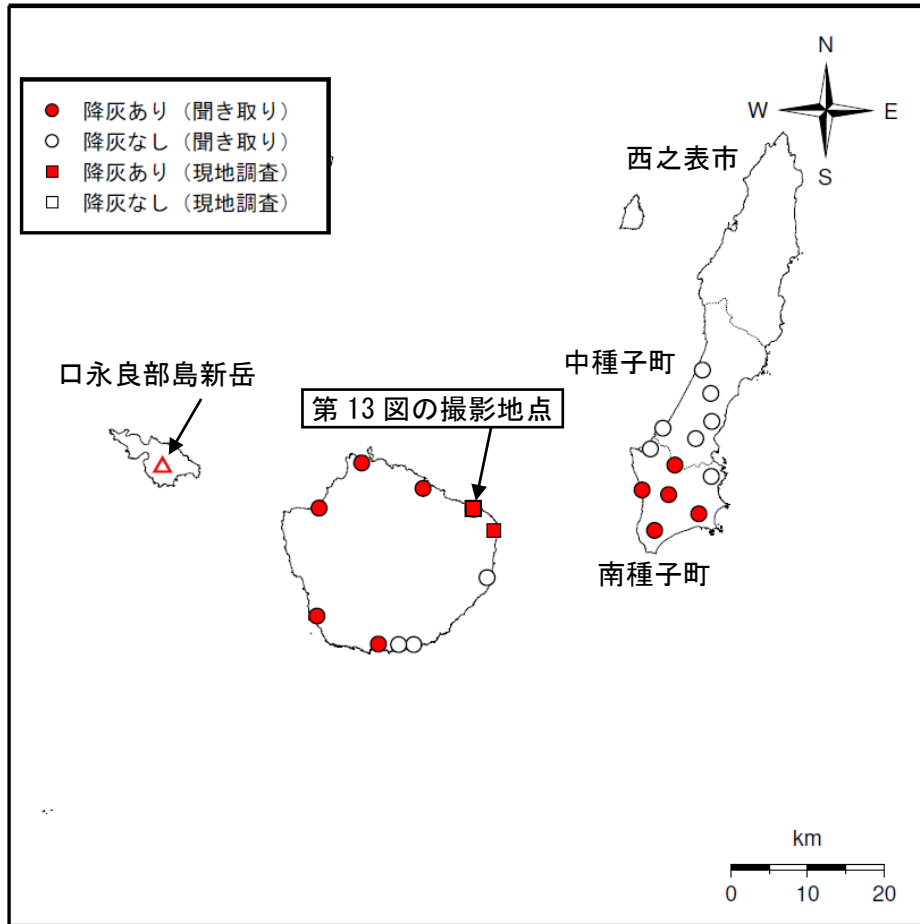 N
W E
S
降灰あり（聞き取り）
降灰なし（聞き取り）
降灰あり（現地調査）
降灰なし（現地調査）
西之表市
中種子町
口永良部島新岳
第 13 図の撮影地点
南種子町
km
0 10 20